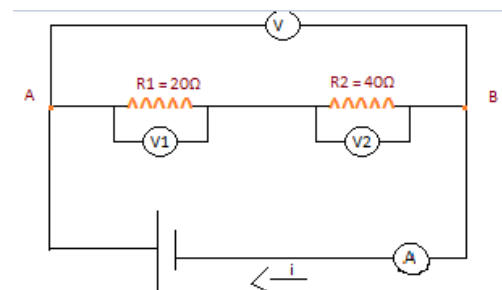 V
R1 = 20Ω R2 = 40Ω
A B
V1 V2
i A